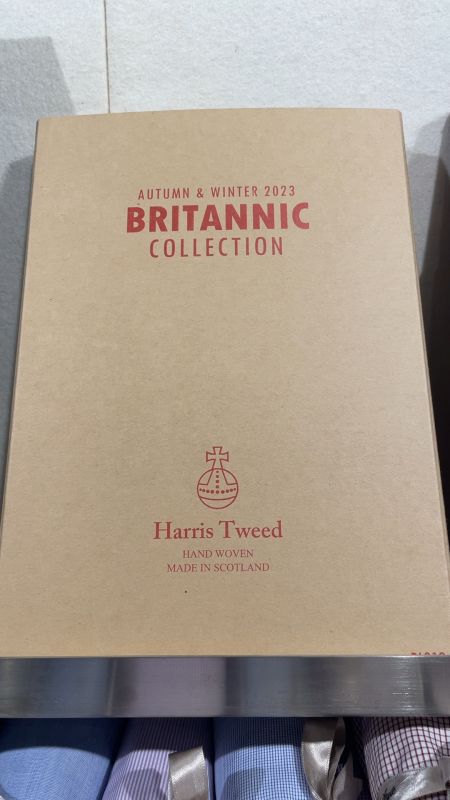 AUTUMN & WINTER 2023
BRITANNIC
COLLECTION
Harris Tweed
HAND WOVEN
MADE IN SCOTLAND